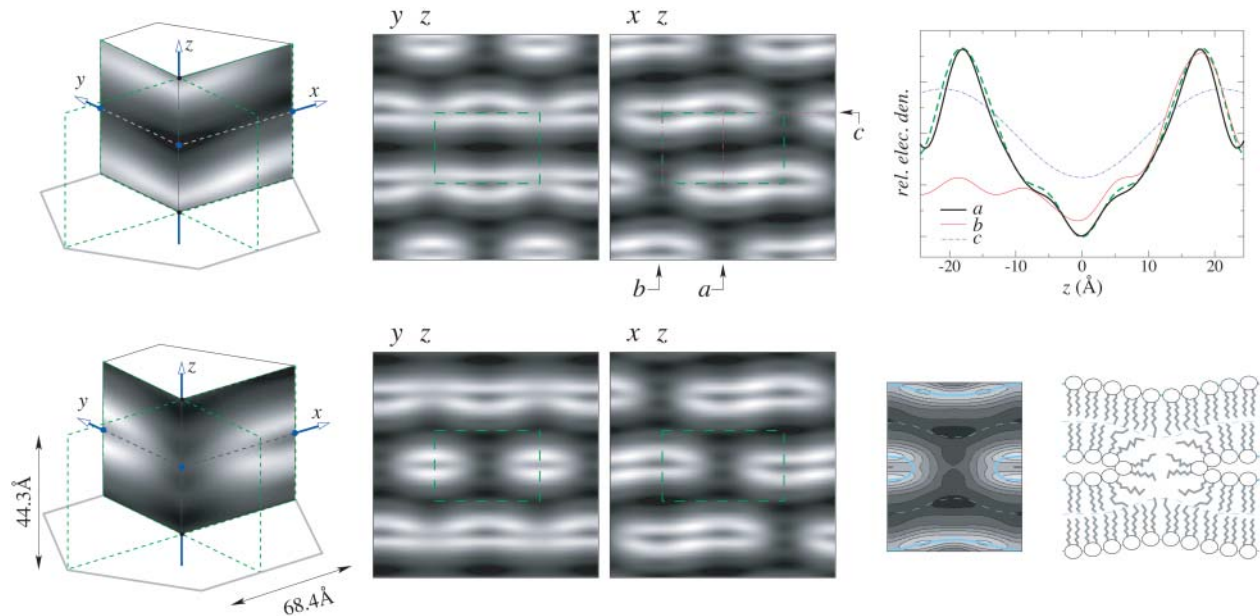 z
y
x
y z
x z
c
b
a
rel. elec. den.
a
b
c
-20 -10 0 10 20
z (Å)
z
y
x
44.3Å
68.4Å
y z
x z